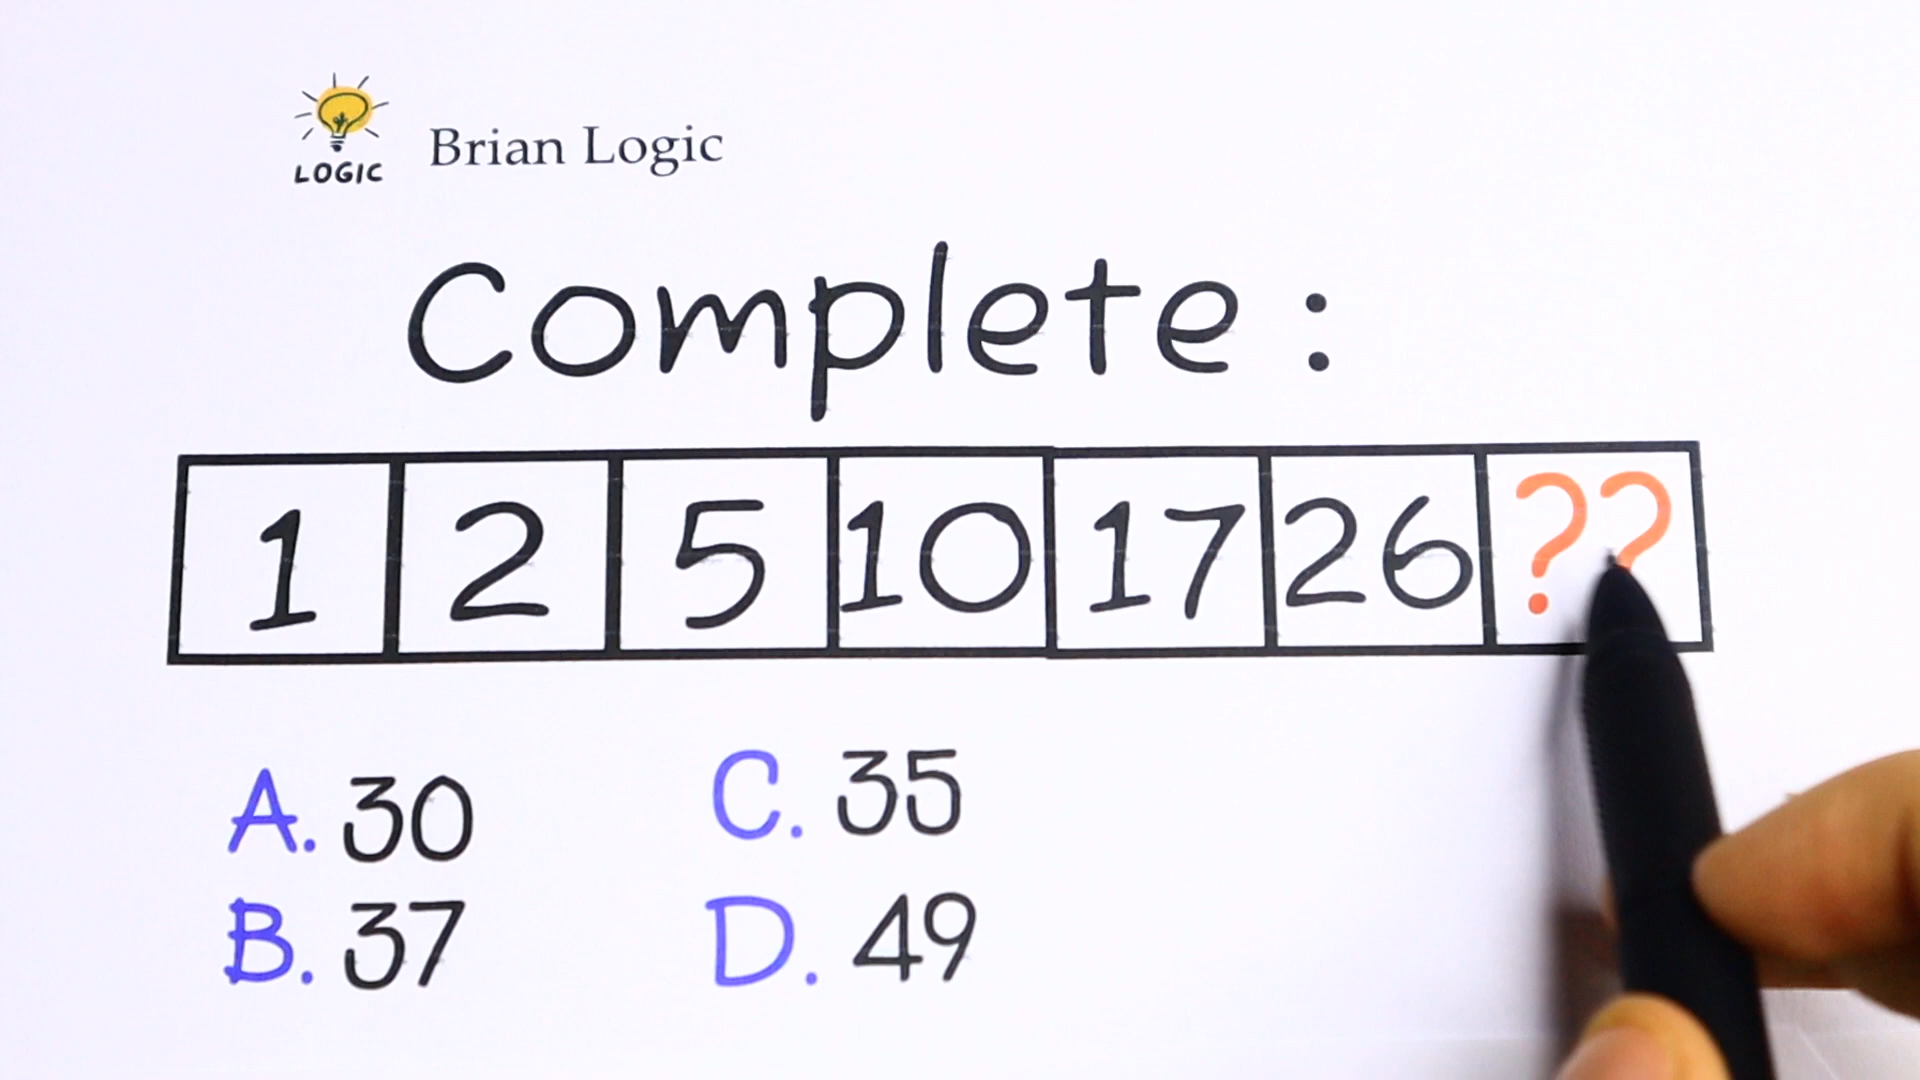 LOGIC
Brian Logic
Complete :
1 2 5 10 17 26 ??
A. 30
C. 35
B. 37
D. 49